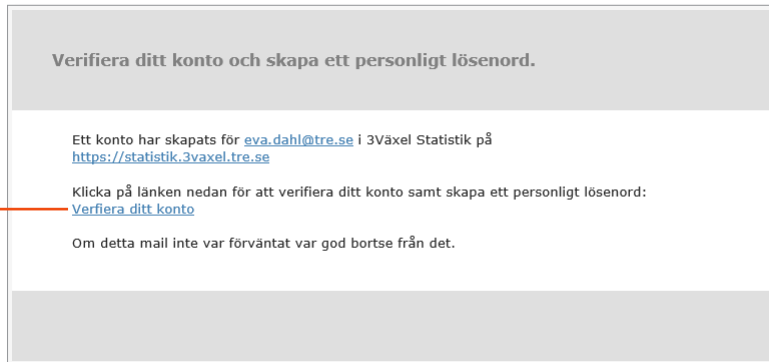 Verifiera ditt konto och skapa ett personligt lösenord.
Ett konto har skapats för eva.dahl@tre.se i 3Växel Statistik på
https://statistik.3vaxel.tre.se
Klicka på länken nedan för att verifiera ditt konto samt skapa ett personligt lösenord:
Verfiera ditt konto
Om detta mail inte var förväntat var god bortse från det.